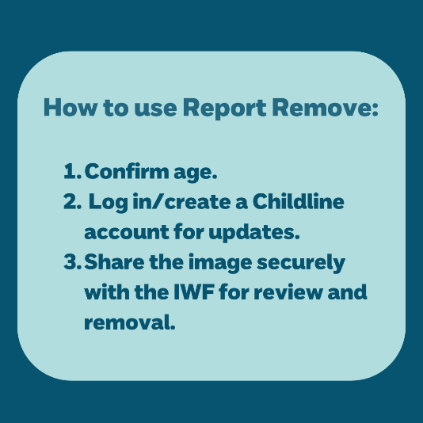 How to use Report Remove:
1. Confirm age.
2. Log in/create a Childline
account for updates.
3. Share the image securely
with the IWF for review and
removal.